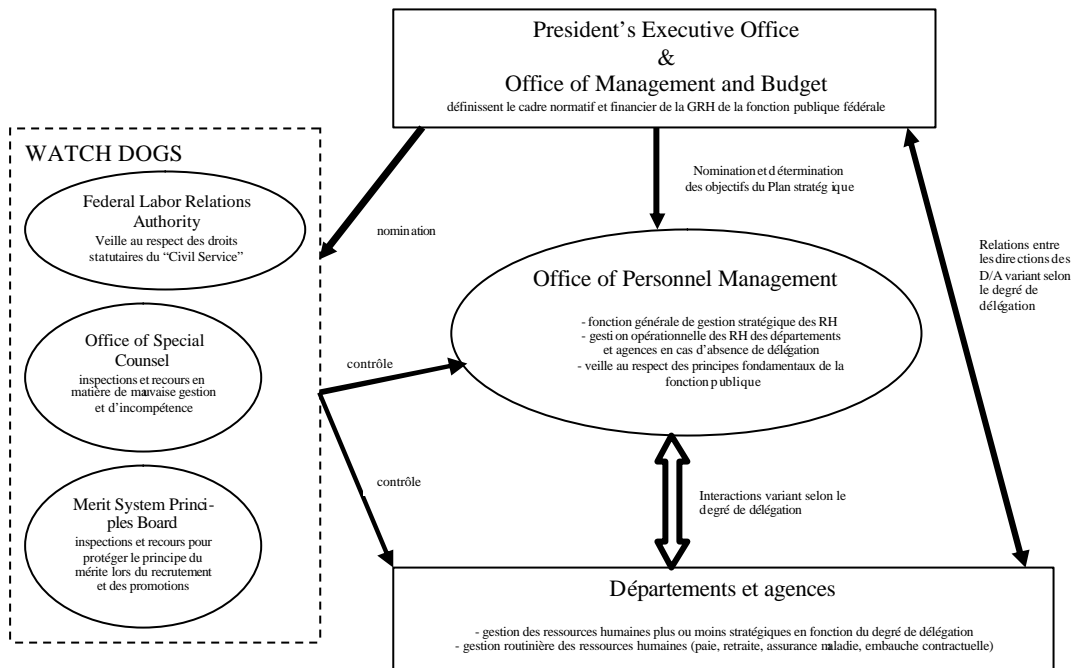 President's Executive Office
&
Office of Management and Budget
définissent le cadre normatif et financier de la GRH de la fonction publique fédérale
WATCH DOGS
Federal Labor Relations
Authority
Veille au respect des droits
statutaires du “Civil Service”
Office of Special
Counsel
inspections et recours en
matière de mauvaise gestion
et d'incompétence
Merit System Princi-
ples Board
inspections et recours pour
protéger le principe du
mérite lors du recrutement
et des promotions
nomination
Nomination et détermination
des objectifs du Plan stratégique
Office of Personnel Management
- fonction générale de gestion stratégique des RH
- gestion opérationnelle des RH des départements
et agences en cas d'absence de délégation
- veille au respect des principes fondamentaux de la
fonction publique
contrôle
contrôle
Relations entre
les directions des
D/A variant selon
le degré de
délégation
Interactions variant selon le
degré de délégation
Départements et agences
- gestion des ressources humaines plus ou moins stratégiques en fonction du degré de délégation
- gestion routinière des ressources humaines (paie, retraite, assurance maladie, embauche contractuelle)